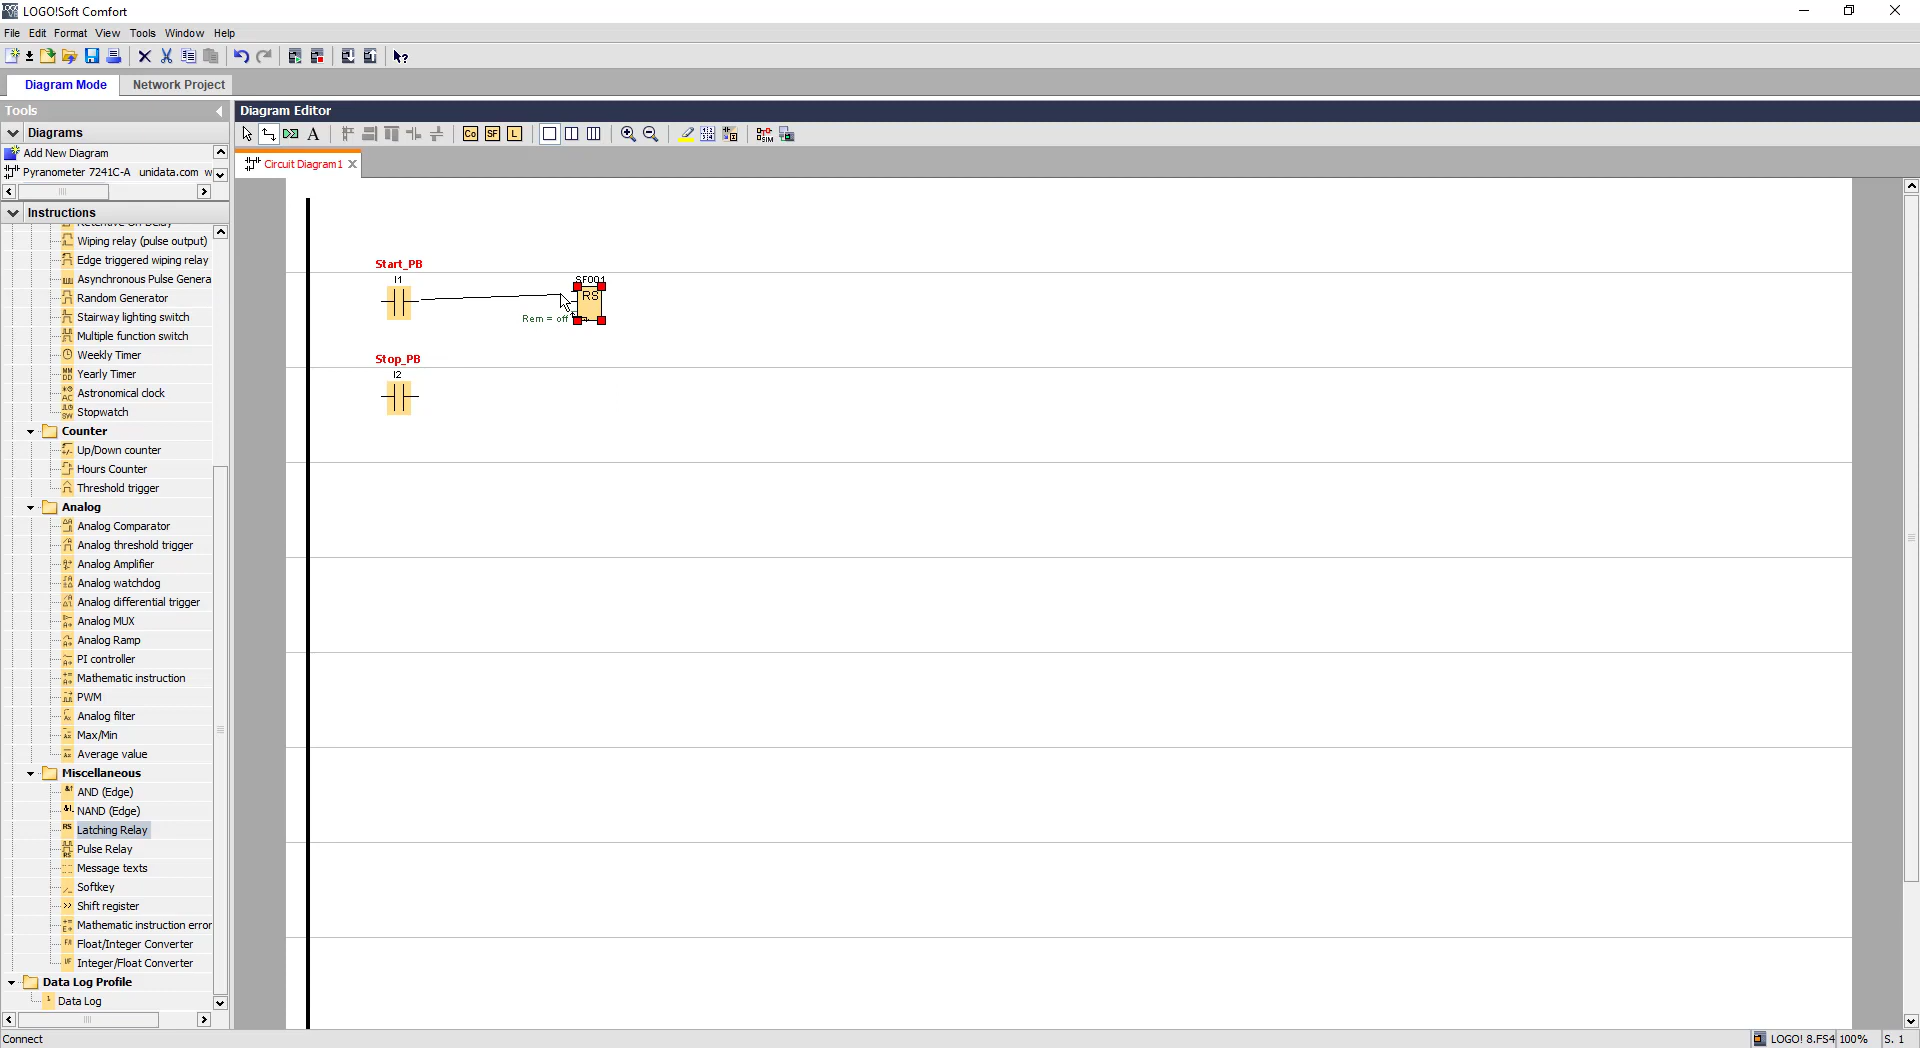 LOGO!Soft Comfort
File Edit Format View Tools Window Help
Diagram Mode Network Project
Tools
Diagrams
Add New Diagram
Pyranometer 7241C-A unidata.com w
Instructions
Retentive On Delay
Wiping relay (pulse output)
Edge triggered wiping relay
Asynchronous Pulse Genera
Random Generator
Stairway lighting switch
Multiple function switch
Weekly Timer
Yearly Timer
Astronomical clock
Stopwatch
Counter
Up/Down counter
Hours Counter
Threshold trigger
Analog
Analog Comparator
Analog threshold trigger
Analog Amplifier
Analog watchdog
Analog differential trigger
Analog MUX
Analog Ramp
PI controller
Mathematic instruction
PWM
Analog filter
Max/Min
Average value
Miscellaneous
AND (Edge)
NAND (Edge)
Latching Relay
Pulse Relay
Message texts
Softkey
Shift register
Mathematic instruction error
Float/Integer Converter
Integer/Float Converter
Data Log Profile
Data Log
Diagram Editor
A Co SF L
Circuit Diagram1
Start_PB
I1
SF001
RS
Rem = off
Stop_PB
I2
Connect
LOGO! 8.FS4 100% S. 1